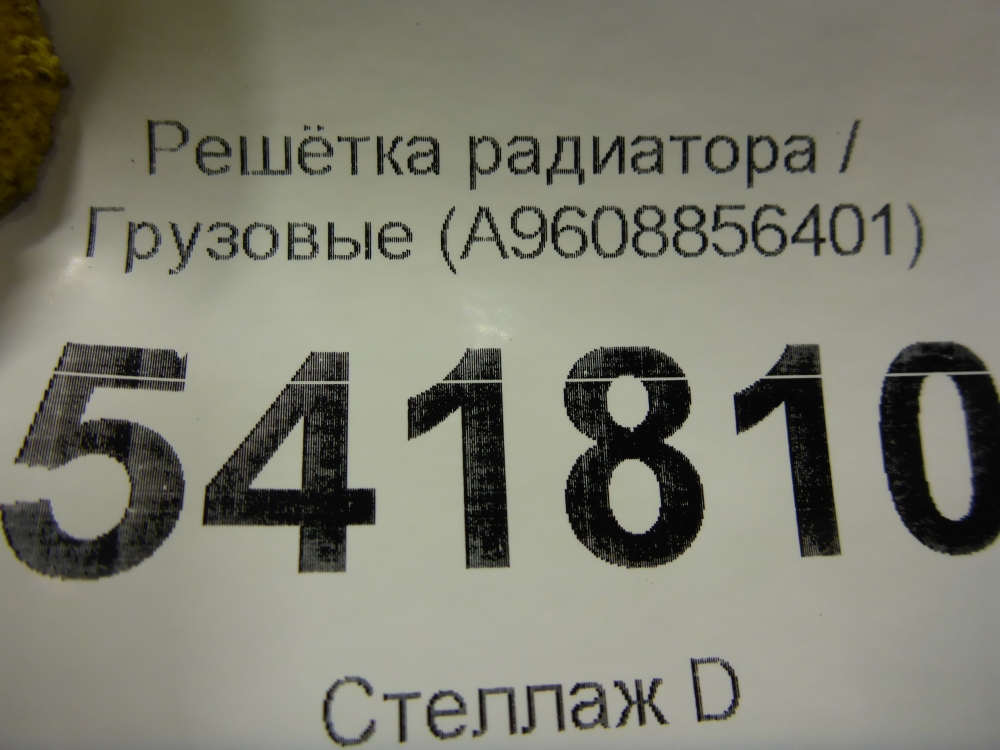 Решётка радиатора /
Грузовые (A9608856401)
541810
Стеллаж D